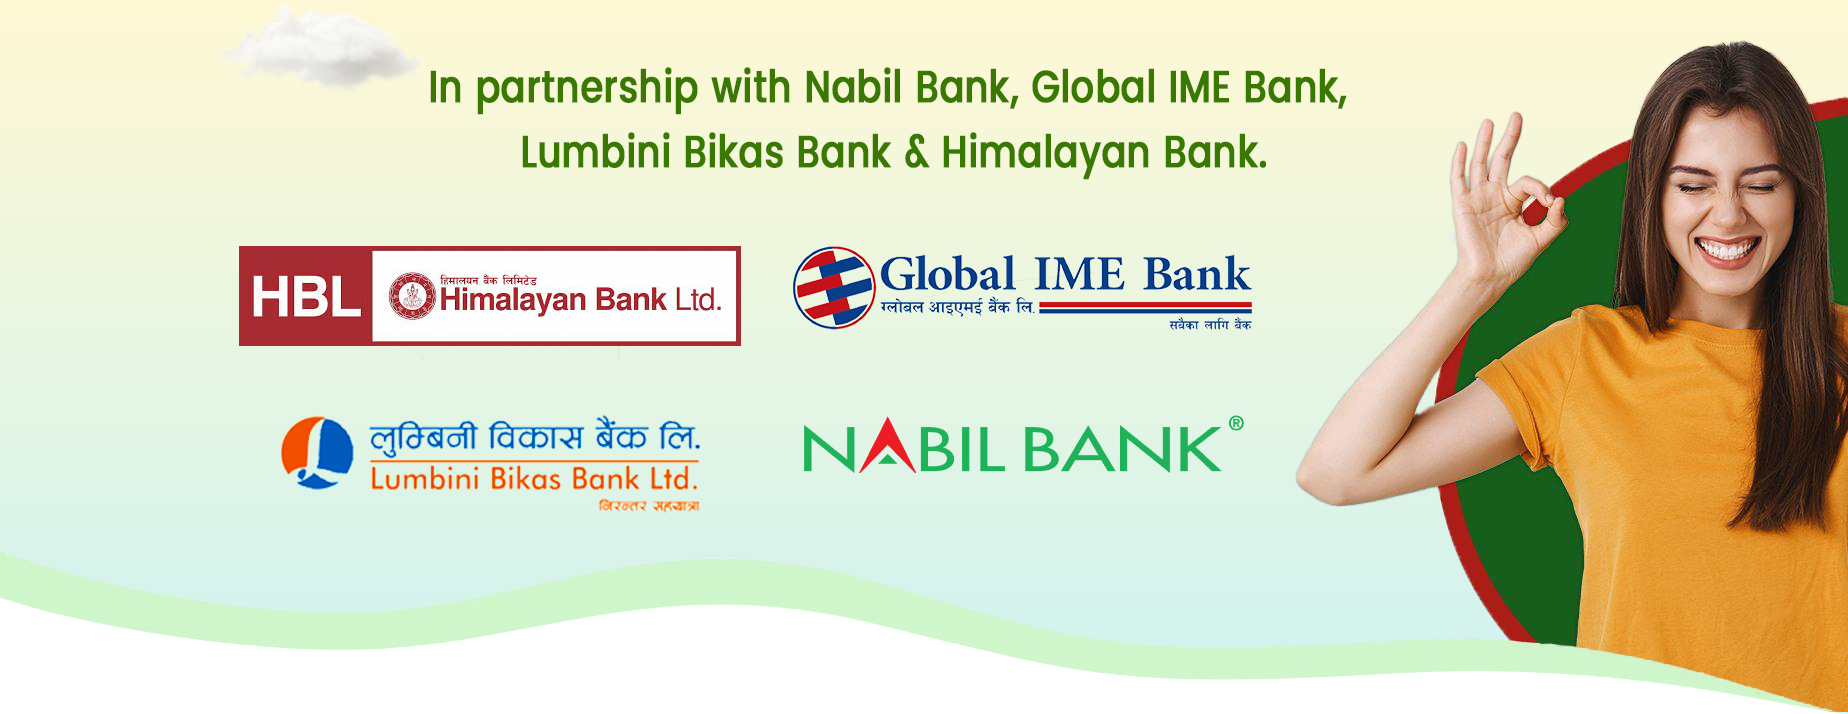 In partnership with Nabil Bank, Global IME Bank,
Lumbini Bikas Bank & Himalayan Bank.
HBL
हिमालयन बैंक लिमिटेड
Himalayan Bank Ltd.
Global IME Bank
ग्लोबल आइएमई बैंक लि.
सबैका लागि बैंक
लुम्बिनी विकास बैंक लि.
Lumbini Bikas Bank Ltd.
निरन्तर सहयात्रा
NABIL BANK®